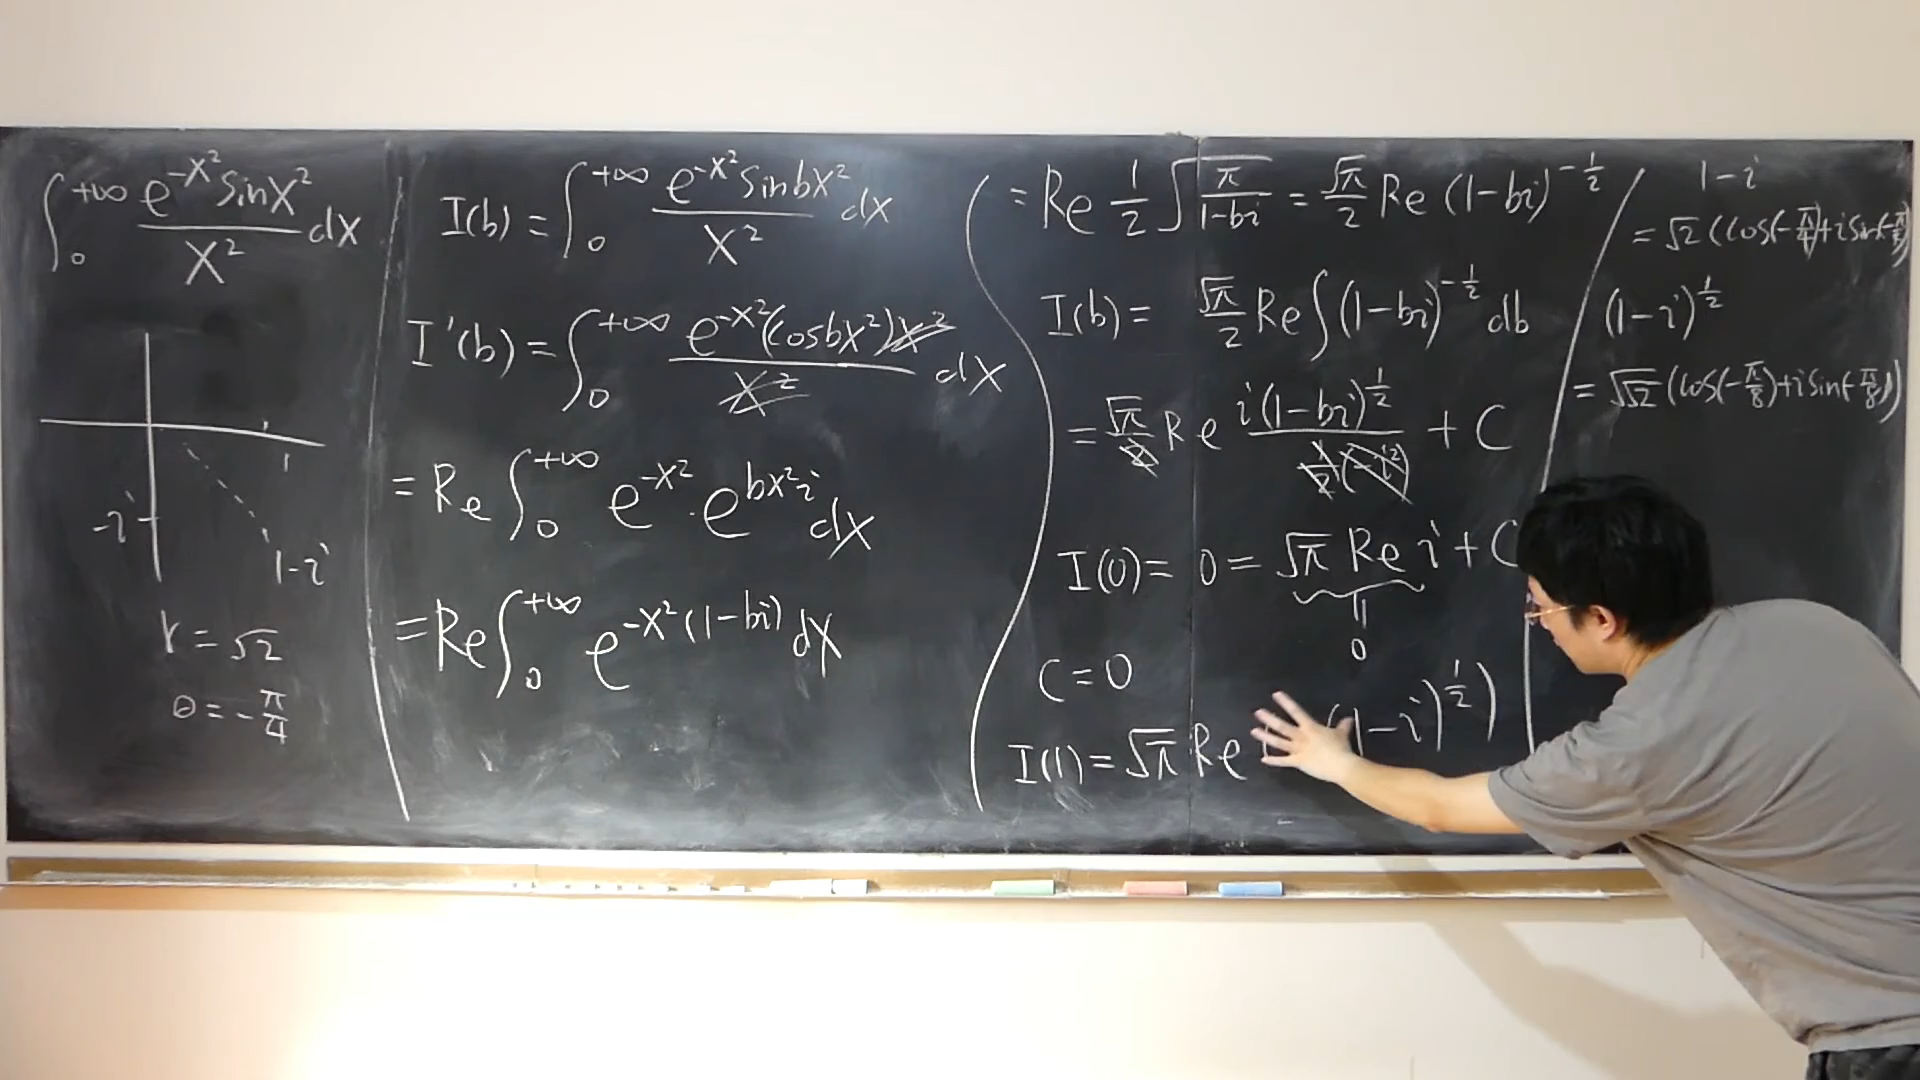 ∫₀^{+∞} e^{-x²} sinx² / x² dx
1
-i
1-i
r = √2
θ = -π/4
I(b) = ∫₀^{+∞} e^{-x²} sinbx² / x² dx
I'(b) = ∫₀^{+∞} e^{-x²}(cosbx²)x² / x² dx
= Re ∫₀^{+∞} e^{-x²} · e^{bx²i} dx
= Re ∫₀^{+∞} e^{-x²(1-bi)} dx
= Re 1/2 √(π/(1-bi)) = √π/2 Re (1-bi)^{-1/2}
I(b) = √π/2 Re ∫(1-bi)^{-1/2} db
= √π/2 Re i(1-bi)^{1/2} / (1/2(-i²)) + C
I(0) = 0 = √π Re i + C
0
C = 0
I(1) = √π Re (1-i)^{1/2})
1-i
= √2 (cos(-π/4)+i sin(-π/4))
(1-i)^{1/2}
= √√2 (cos(-π/8)+i sin(-π/8))